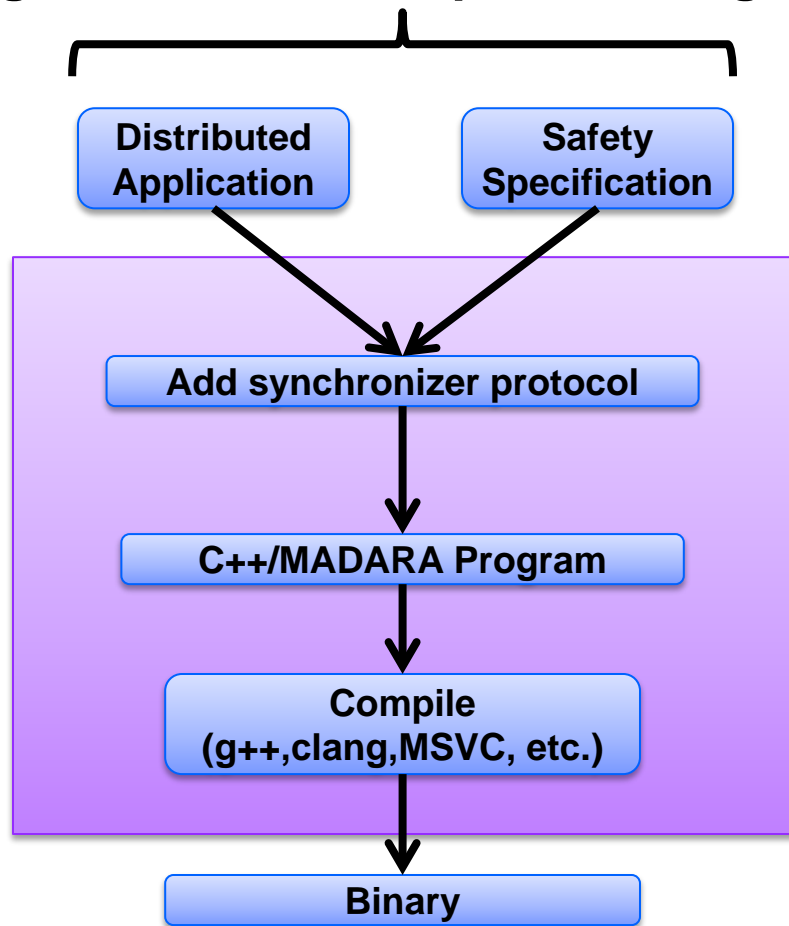 Distributed
Application
Safety
Specification
Add synchronizer protocol
C++/MADARA Program
Compile
(g++,clang,MSVC, etc.)
Binary